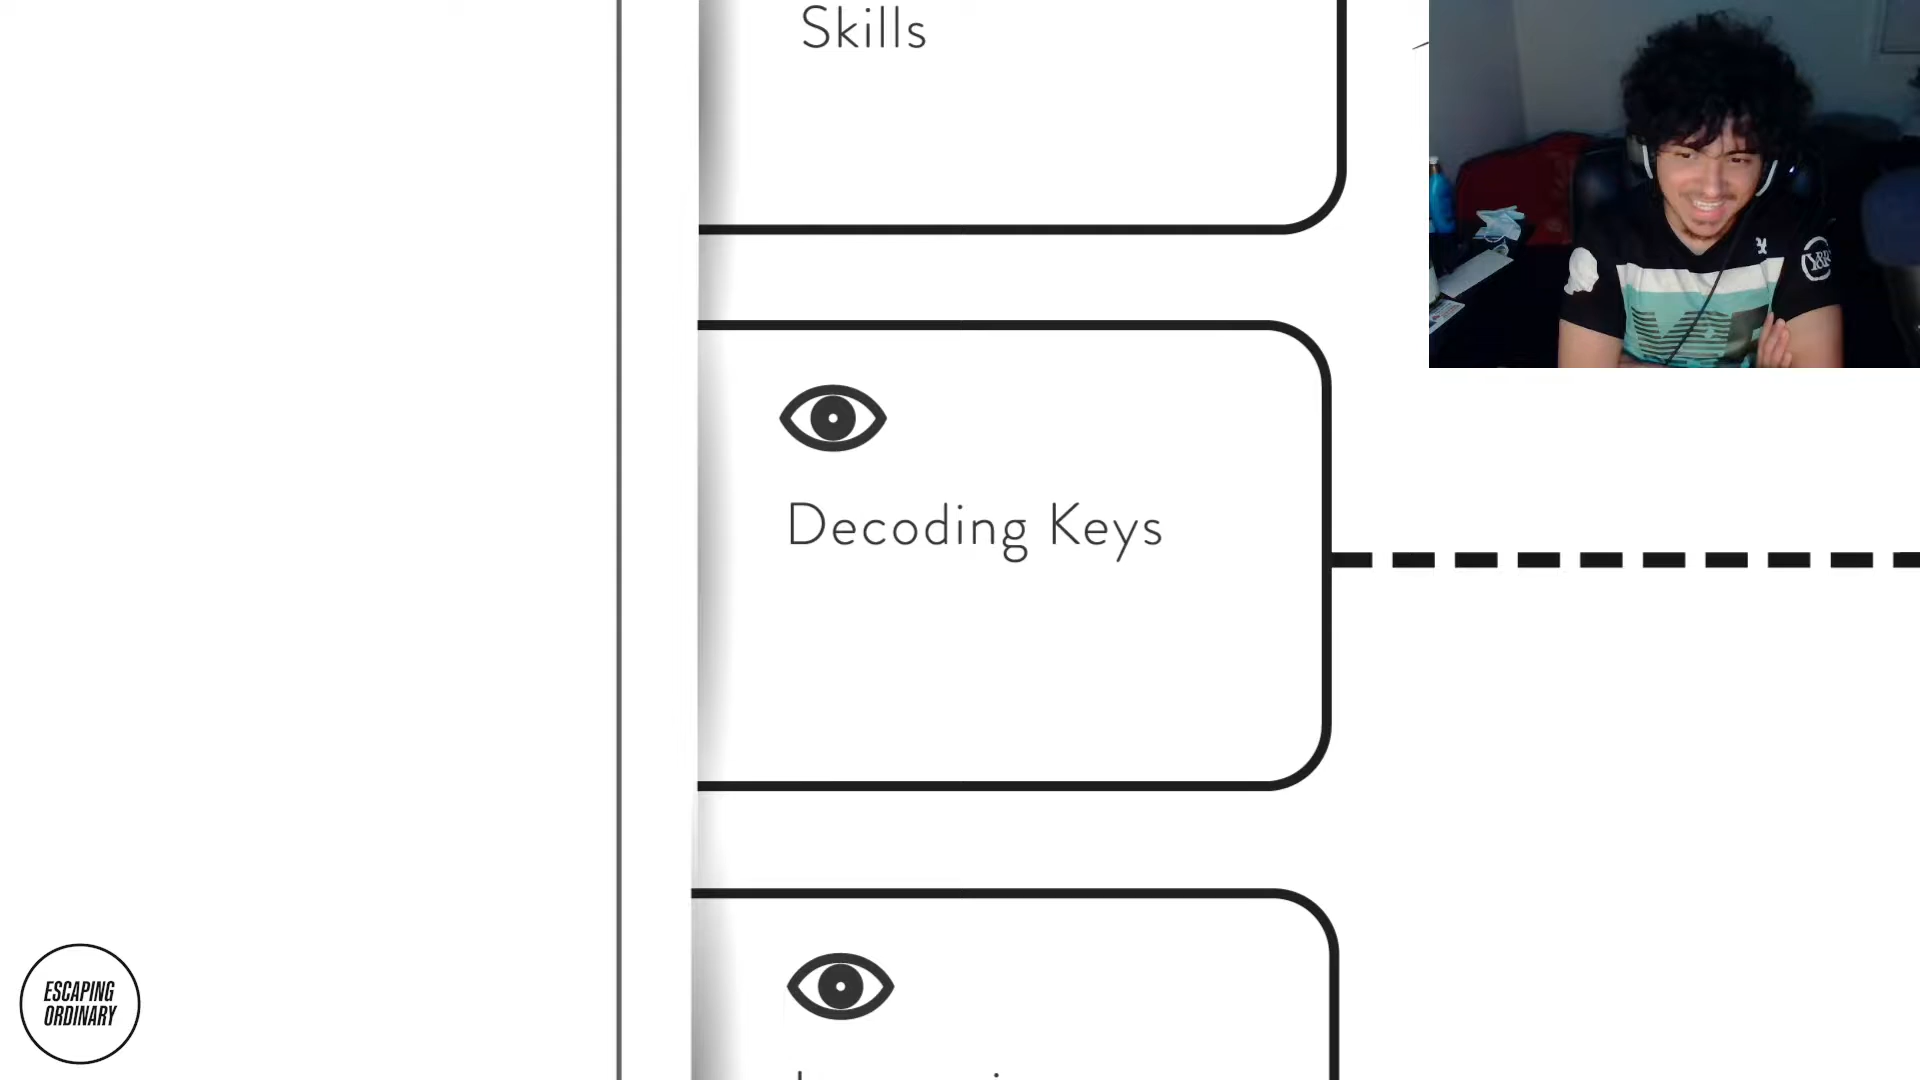 Skills
Decoding Keys
ESCAPING
ORDINARY
Y&R